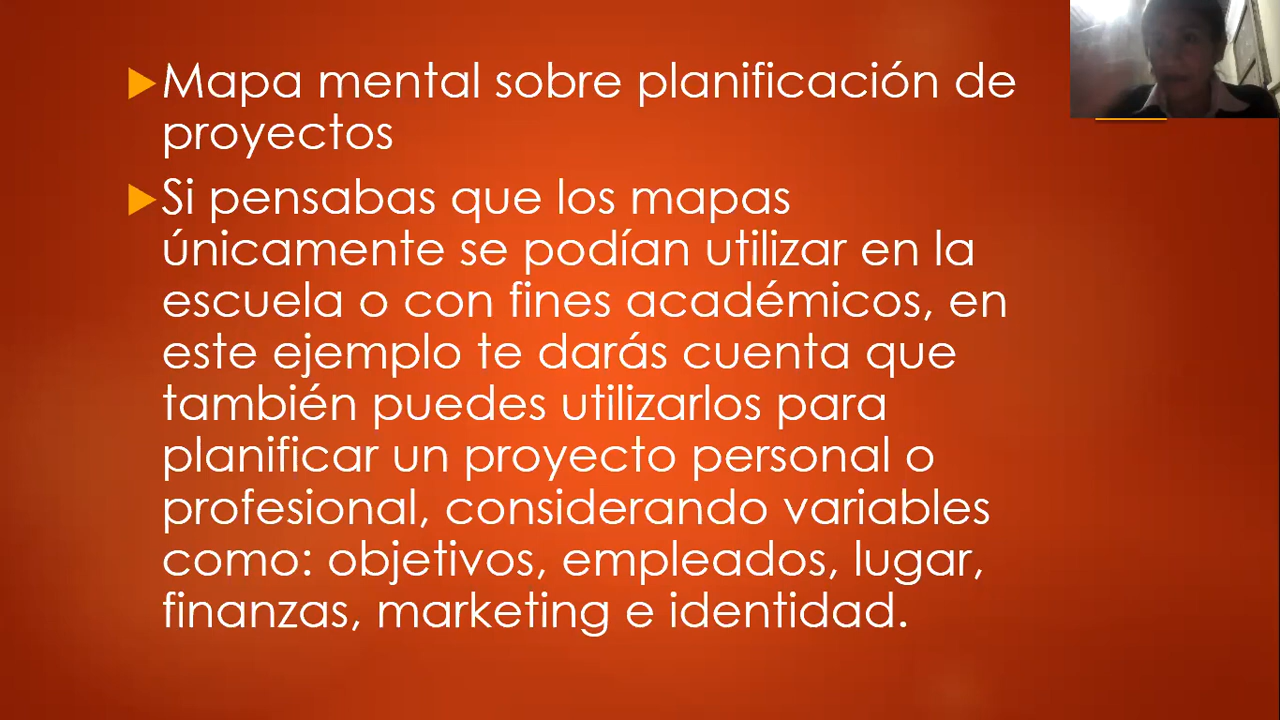 Mapa mental sobre planificación de
proyectos
Si pensabas que los mapas
únicamente se podían utilizar en la
escuela o con fines académicos, en
este ejemplo te darás cuenta que
también puedes utilizarlos para
planificar un proyecto personal o
profesional, considerando variables
como: objetivos, empleados, lugar,
finanzas, marketing e identidad.